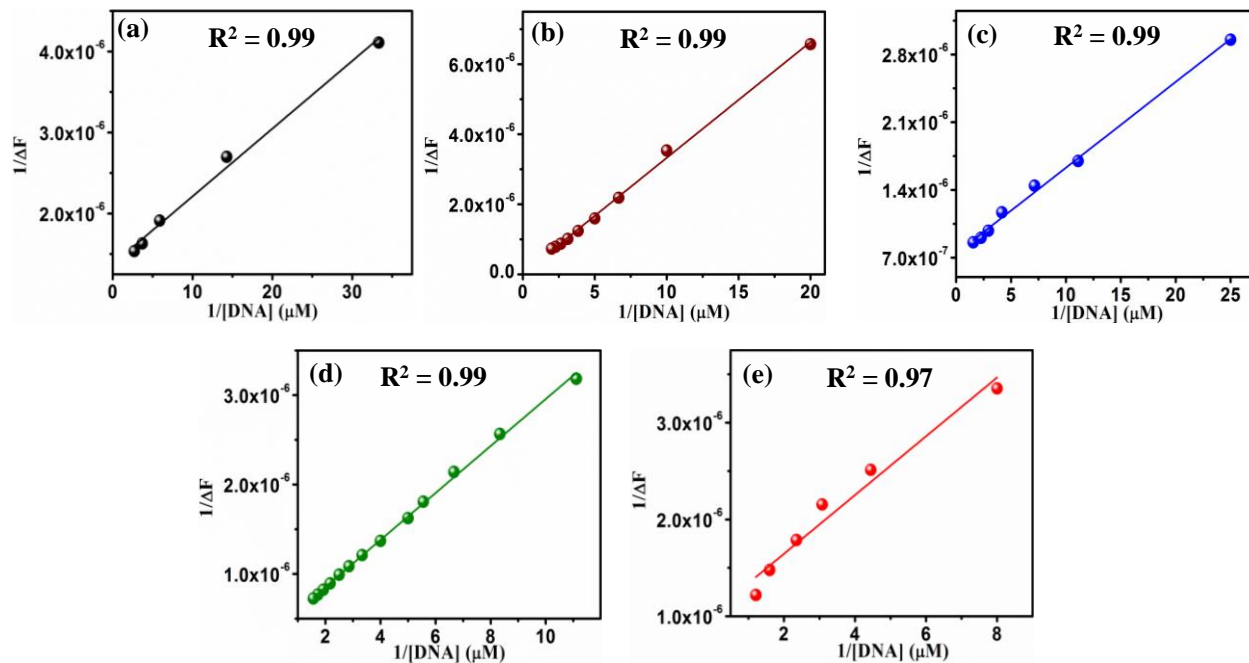 (a)
R² = 0.99
4.0x10⁻⁶
3.0x10⁻⁶
2.0x10⁻⁶
1/ΔF
0 10 20 30
1/[DNA] (μM)
(b)
R² = 0.99
6.0x10⁻⁶
4.0x10⁻⁶
2.0x10⁻⁶
0.0
1/ΔF
0 5 10 15 20
1/[DNA] (μM)
(c)
R² = 0.99
2.8x10⁻⁶
2.1x10⁻⁶
1.4x10⁻⁶
7.0x10⁻⁷
1/ΔF
0 5 10 15 20 25
1/[DNA] (μM)
(d)
R² = 0.99
3.0x10⁻⁶
2.0x10⁻⁶
1.0x10⁻⁶
1/ΔF
2 4 6 8 10
1/[DNA] (μM)
(e)
R² = 0.97
3.0x10⁻⁶
2.0x10⁻⁶
1.0x10⁻⁶
1/ΔF
2 4 6 8
1/[DNA] (μM)